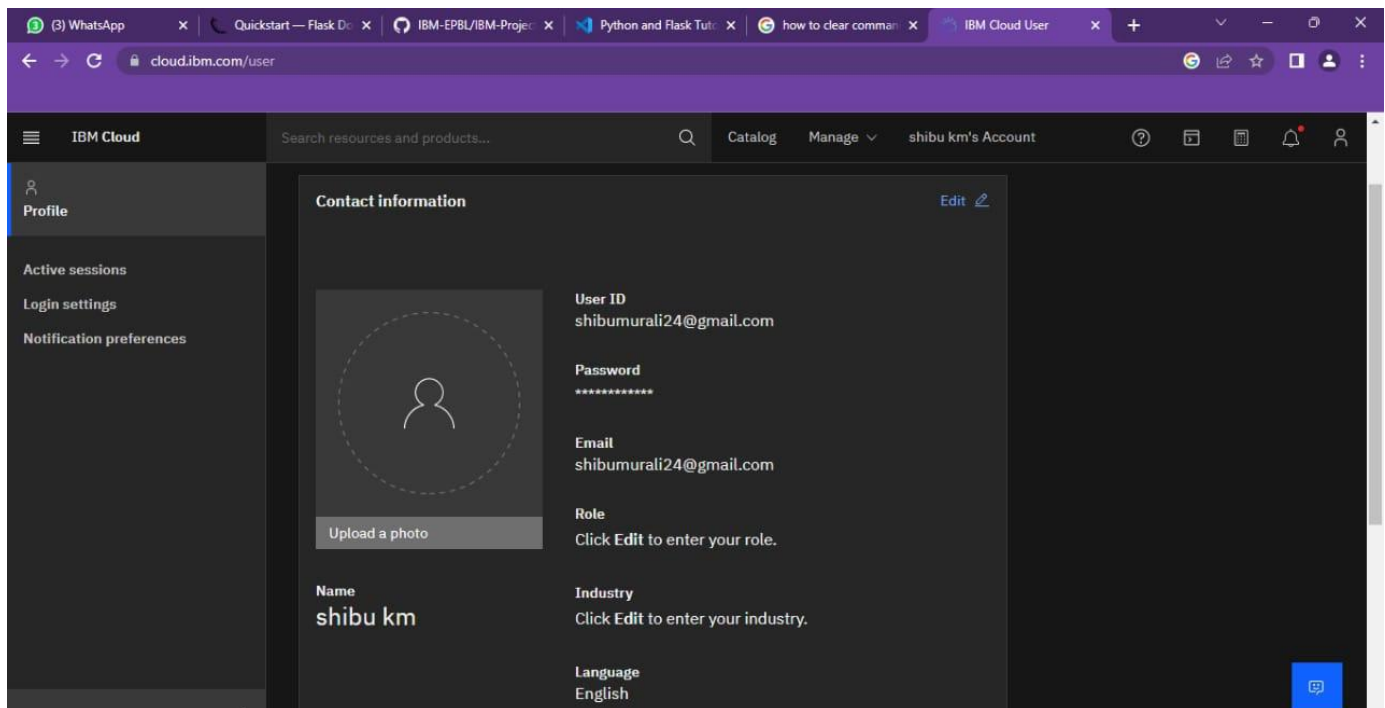 (3) WhatsApp
Quickstart — Flask Do
IBM-EPBL/IBM-Projec
Python and Flask Tuto
how to clear comman
IBM Cloud User
cloud.ibm.com/user
IBM Cloud
Search resources and products...
Catalog
Manage
shibu km's Account
Profile
Active sessions
Login settings
Notification preferences
Contact information
Edit
Upload a photo
Name
shibu km
User ID
shibumurali24@gmail.com
Password
************
Email
shibumurali24@gmail.com
Role
Click Edit to enter your role.
Industry
Click Edit to enter your industry.
Language
English